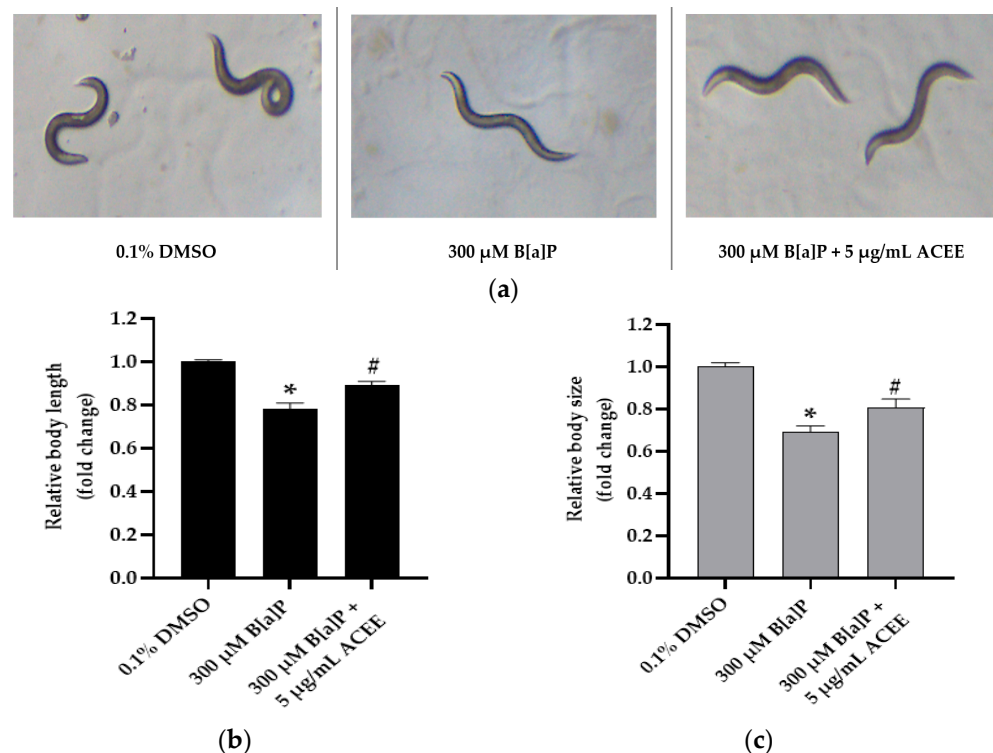 0.1% DMSO
300 µM B[a]P
300 µM B[a]P + 5 µg/mL ACEE
(a)
Relative body length
(fold change)
1.2
1.0
0.8
0.6
0.4
0.2
0.0
*
#
0.1% DMSO
300 µM B[a]P
300 µM B[a]P +
5 µg/mL ACEE
(b)
Relative body size
(fold change)
1.2
1.0
0.8
0.6
0.4
0.2
0.0
*
#
0.1% DMSO
300 µM B[a]P
300 µM B[a]P +
5 µg/mL ACEE
(c)